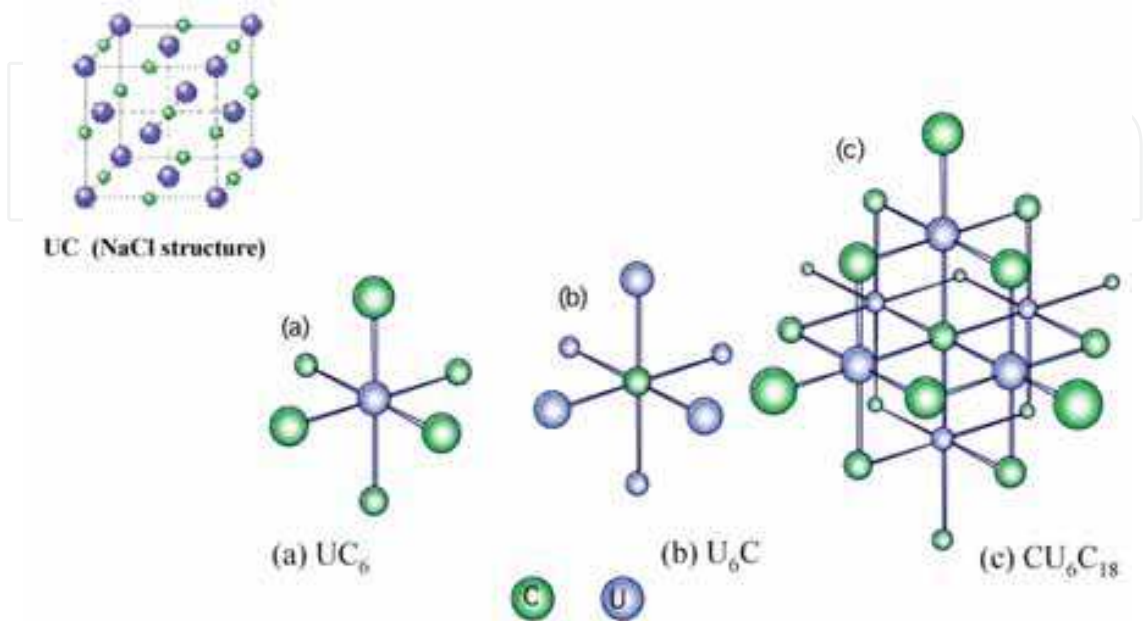 UC (NaCl structure)
(a)
(b)
(c)
(a) UC₆
(b) U₆C
(c) CU₆C₁₈
C
U